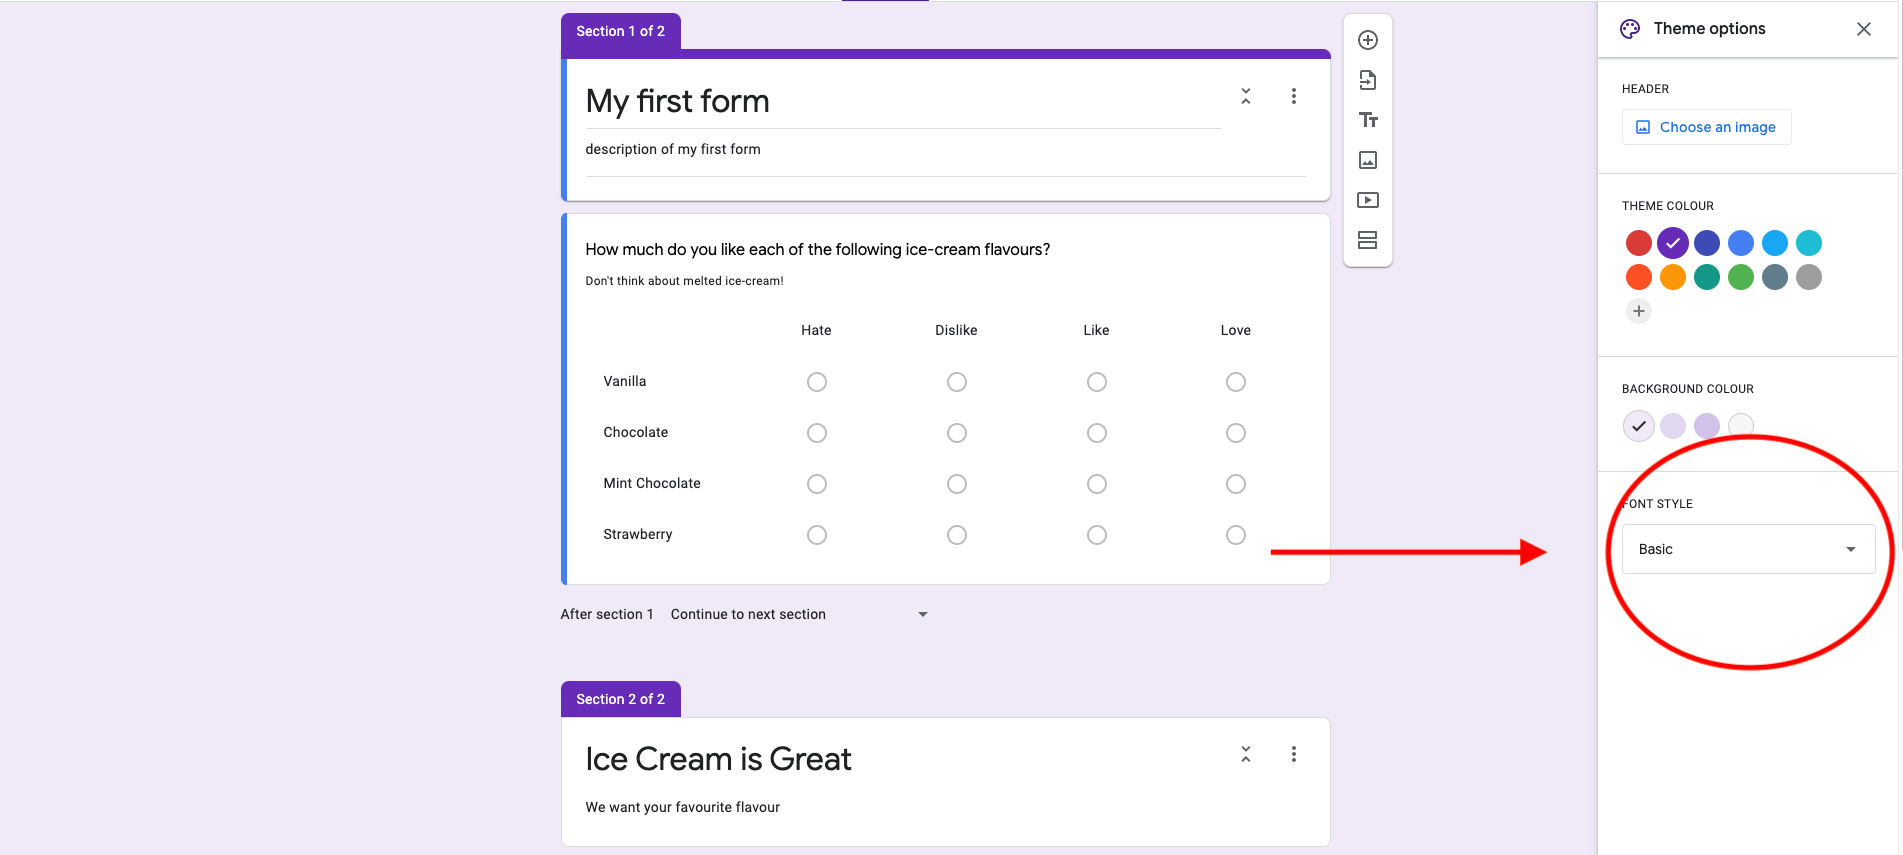 Section 1 of 2
My first form
description of my first form
How much do you like each of the following ice-cream flavours?
Don't think about melted ice-cream!
Hate Dislike Like Love
Vanilla
Chocolate
Mint Chocolate
Strawberry
After section 1 Continue to next section
Section 2 of 2
Ice Cream is Great
We want your favourite flavour
Tt
Theme options
HEADER
Choose an image
THEME COLOUR
BACKGROUND COLOUR
FONT STYLE
Basic